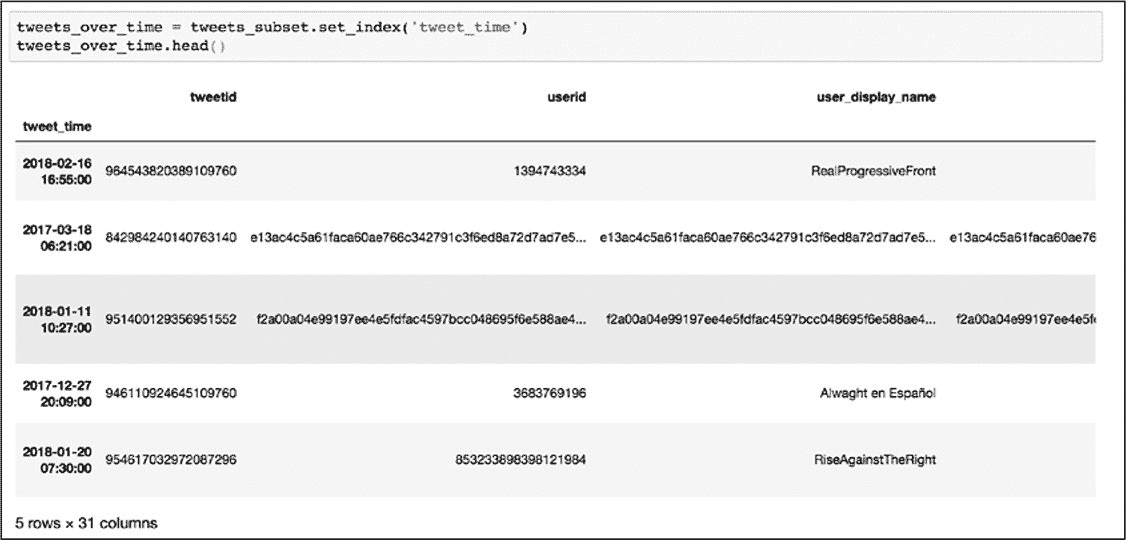 tweets_over_time = tweets_subset.set_index('tweet_time')
tweets_over_time.head()
tweetid userid user_display_name
tweet_time
2018-02-16 16:55:00 964543820389109760 1394743334 RealProgressiveFront
2017-03-18 06:21:00 842984240140763140 e13ac4c5a61faca60ae766c342791c3f6ed8a72d7ad7e5... e13ac4c5a61faca60ae766c342791c3f6ed8a72d7ad7e5... e13ac4c5a61faca60ae76
2018-01-11 10:27:00 951400129356951552 f2a00a04e99197ee4e5fdfac4597bcc048695f6e588ae4... f2a00a04e99197ee4e5fdfac4597bcc048695f6e588ae4... f2a00a04e99197ee4e5f
2017-12-27 20:09:00 946110924645109760 3683769196 Alwaght en Español
2018-01-20 07:30:00 954617032972087296 853233898398121984 RiseAgainstTheRight
5 rows × 31 columns